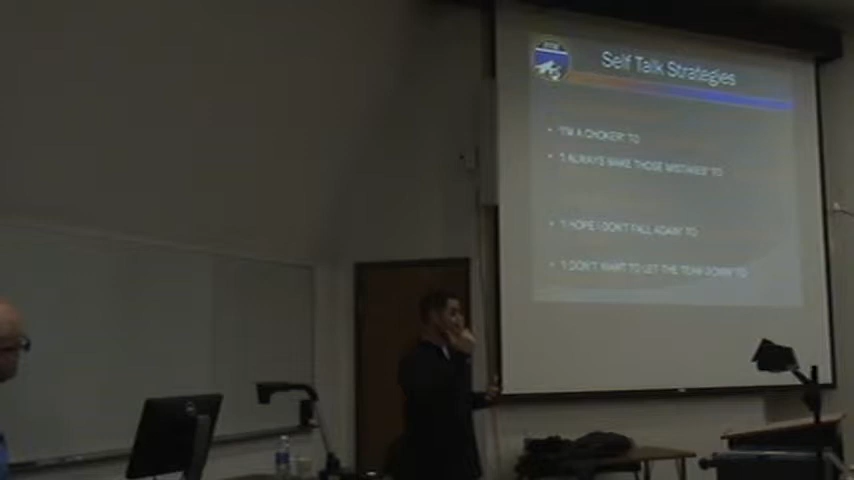 Self Talk Strategies
• "I'M A CHOKER" TO
• "I ALWAYS MAKE THOSE MISTAKES" TO
• "I HOPE I DON'T FALL AGAIN" TO
• "I DON'T WANT TO LET THE TEAM DOWN" TO